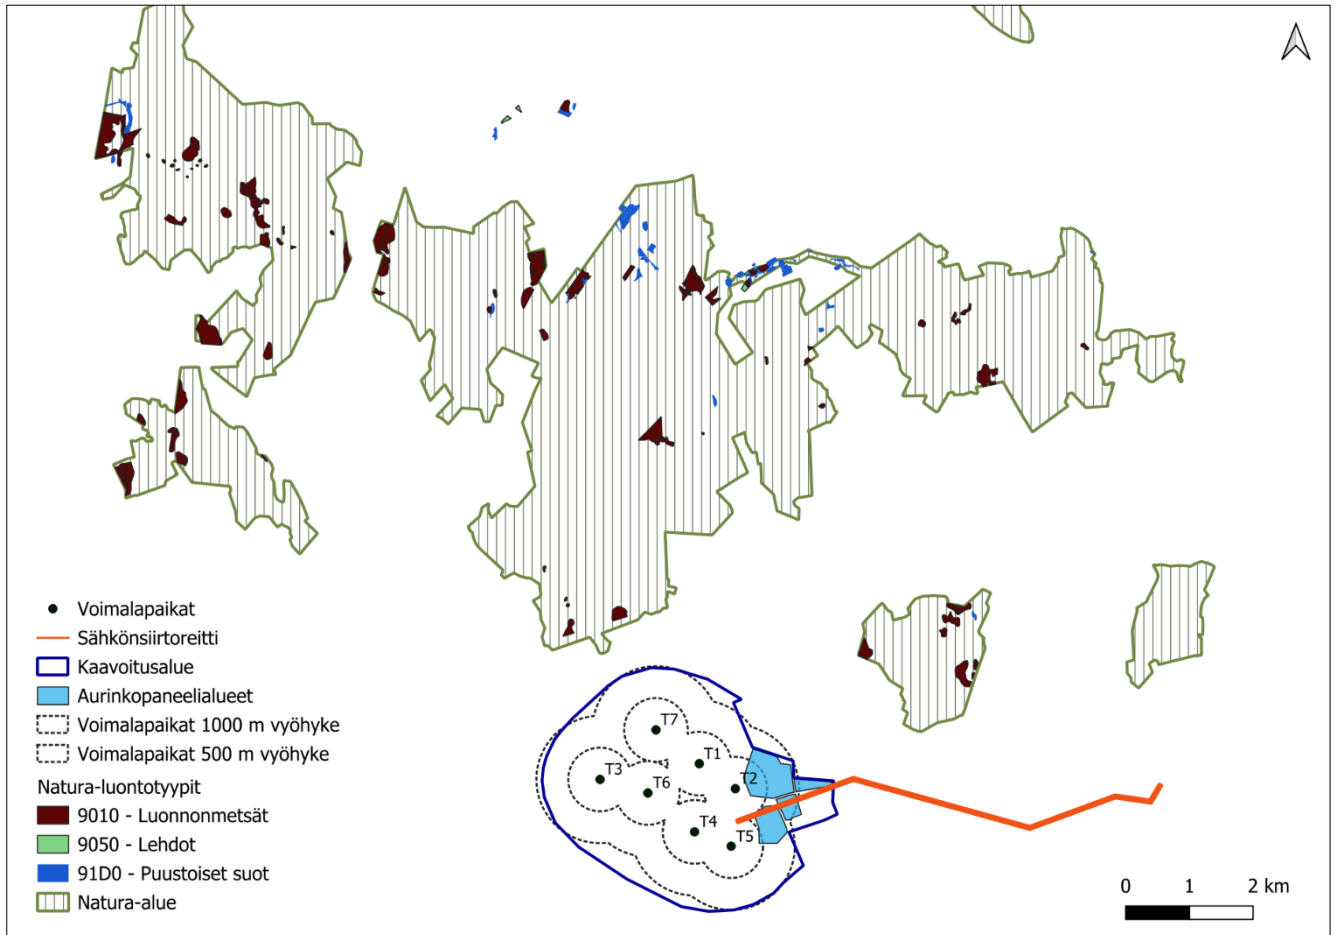 Voimalapaikat
Sähkönsiirtoreitti
Kaavoitusalue
Aurinkopaneelialueet
Voimalapaikat 1000 m vyöhyke
Voimalapaikat 500 m vyöhyke
Natura-luontotyypit
9010 - Luonnonmetsät
9050 - Lehdot
91D0 - Puustoiset suot
Natura-alue
T7
T1
T3
T6
T2
T4
T5
0 1 2 km